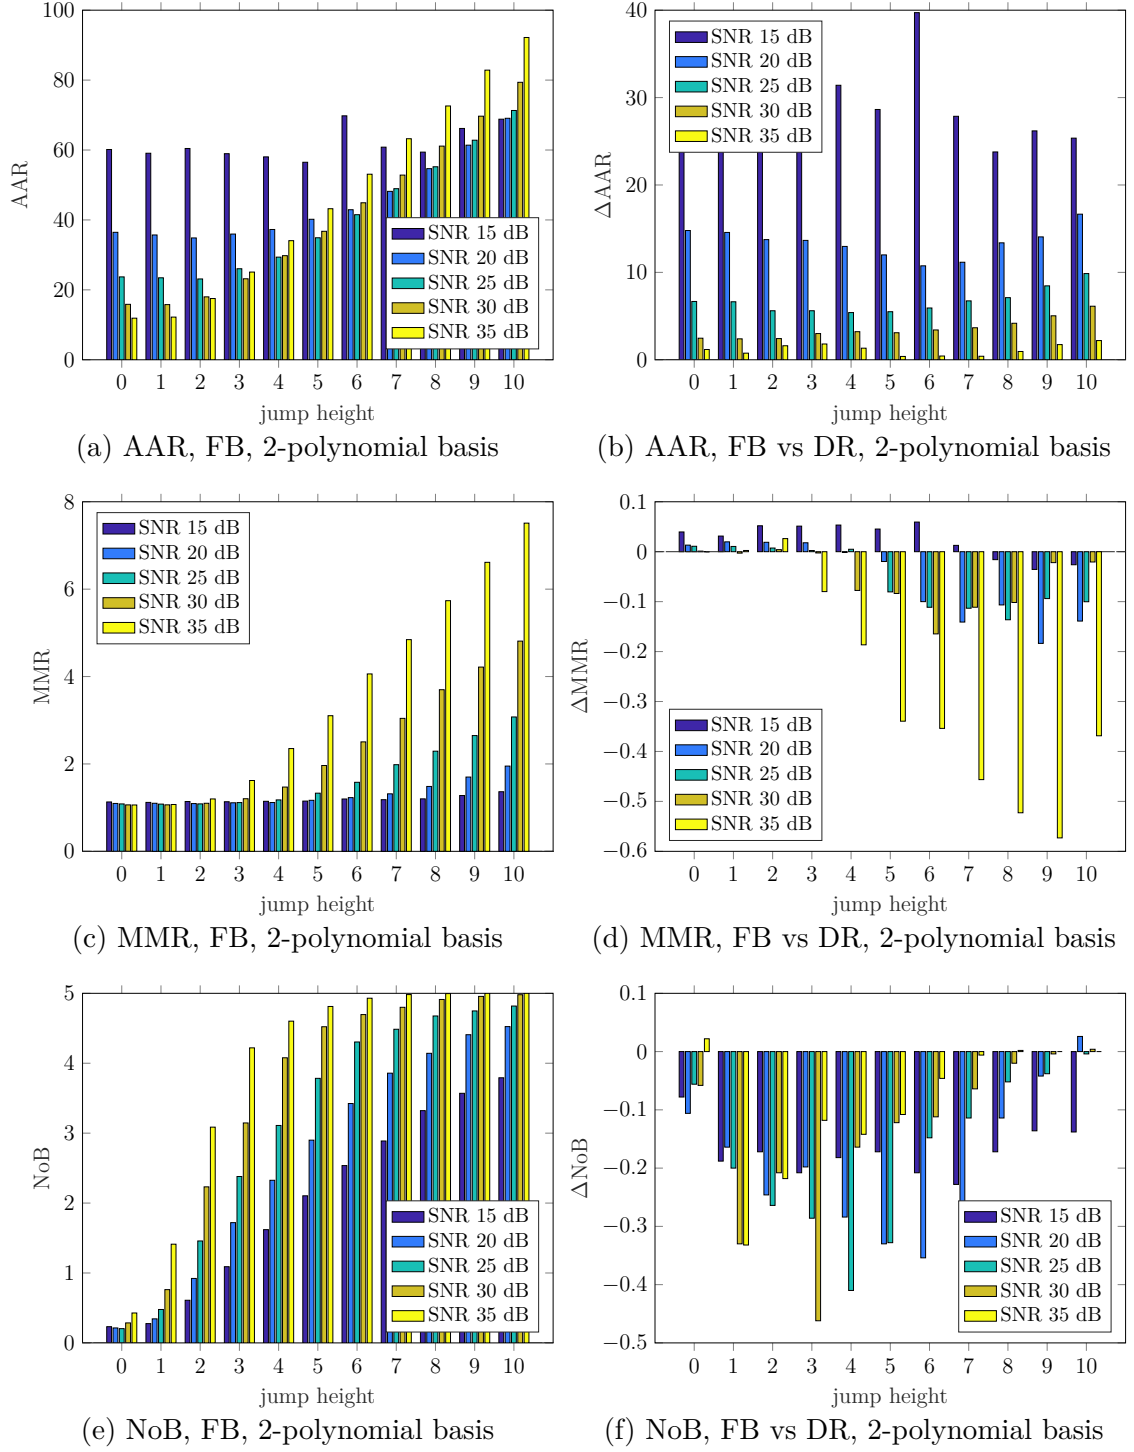 100
80
60
40
20
0
AAR
SNR 15 dB
SNR 20 dB
SNR 25 dB
SNR 30 dB
SNR 35 dB
0 1 2 3 4 5 6 7 8 9 10
jump height
(a) AAR, FB, 2-polynomial basis
40
30
20
10
0
ΔAAR
SNR 15 dB
SNR 20 dB
SNR 25 dB
SNR 30 dB
SNR 35 dB
0 1 2 3 4 5 6 7 8 9 10
jump height
(b) AAR, FB vs DR, 2-polynomial basis
8
6
4
2
0
MMR
SNR 15 dB
SNR 20 dB
SNR 25 dB
SNR 30 dB
SNR 35 dB
0 1 2 3 4 5 6 7 8 9 10
jump height
(c) MMR, FB, 2-polynomial basis
0.1
0
−0.1
−0.2
−0.3
−0.4
−0.5
−0.6
ΔMMR
SNR 15 dB
SNR 20 dB
SNR 25 dB
SNR 30 dB
SNR 35 dB
0 1 2 3 4 5 6 7 8 9 10
jump height
(d) MMR, FB vs DR, 2-polynomial basis
5
4
3
2
1
0
NoB
SNR 15 dB
SNR 20 dB
SNR 25 dB
SNR 30 dB
SNR 35 dB
0 1 2 3 4 5 6 7 8 9 10
jump height
(e) NoB, FB, 2-polynomial basis
0.1
0
−0.1
−0.2
−0.3
−0.4
−0.5
ΔNoB
SNR 15 dB
SNR 20 dB
SNR 25 dB
SNR 30 dB
SNR 35 dB
0 1 2 3 4 5 6 7 8 9 10
jump height
(f) NoB, FB vs DR, 2-polynomial basis